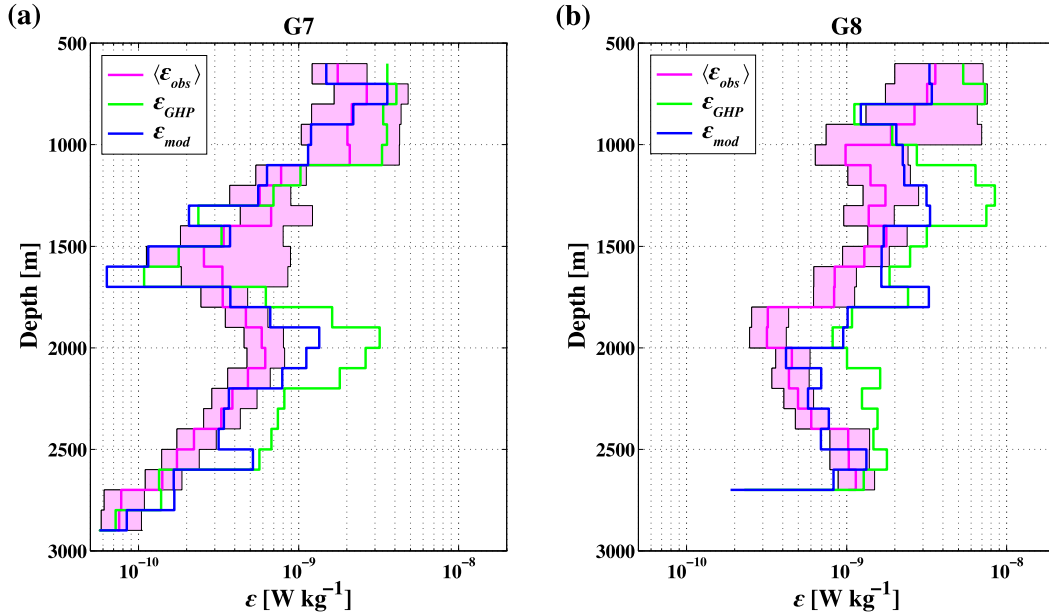 (a)
G7
500
1000
1500
2000
2500
3000
Depth [m]
⟨ε_obs⟩
ε_GHP
ε_mod
10⁻¹⁰
10⁻⁹
10⁻⁸
ε [W kg⁻¹]
(b)
G8
500
1000
1500
2000
2500
3000
Depth [m]
⟨ε_obs⟩
ε_GHP
ε_mod
10⁻¹⁰
10⁻⁹
10⁻⁸
ε [W kg⁻¹]